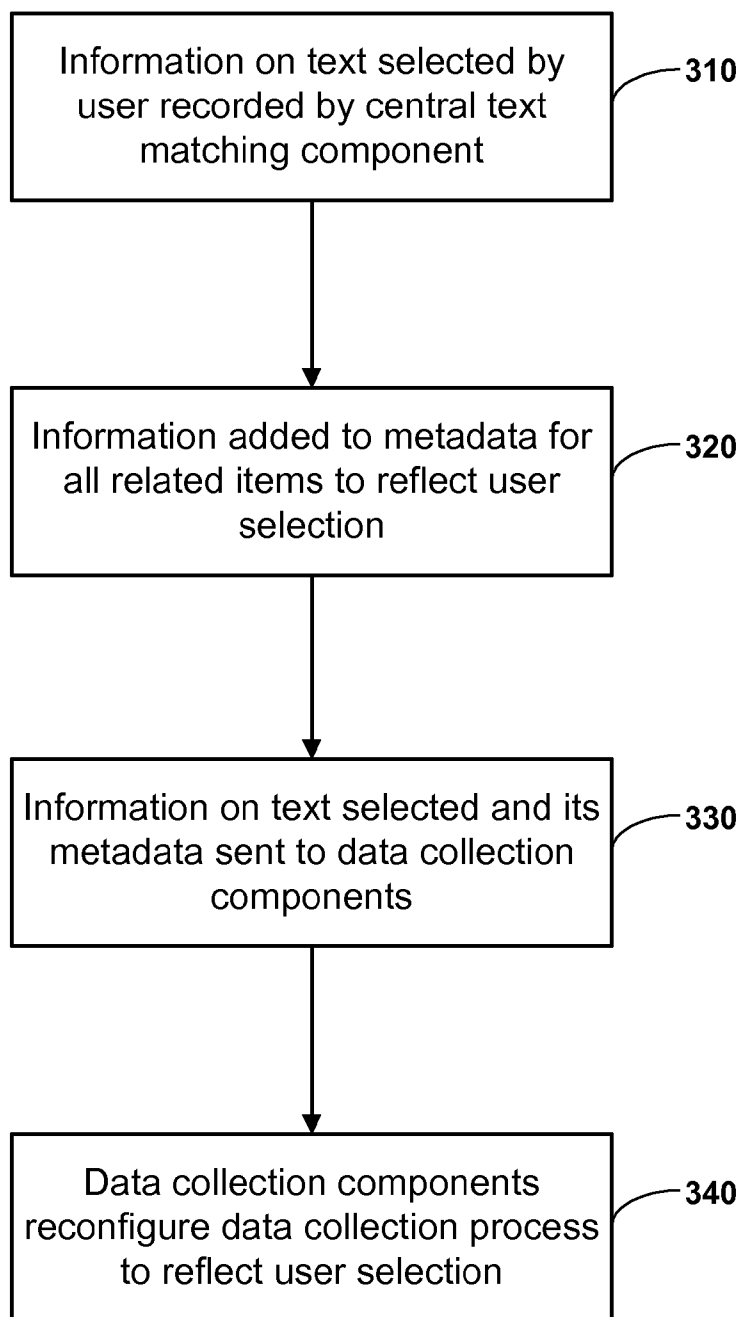 Information on text selected by
user recorded by central text
matching component
310
Information added to metadata for
all related items to reflect user
selection
320
Information on text selected and its
metadata sent to data collection
components
330
Data collection components
reconfigure data collection process
to reflect user selection
340